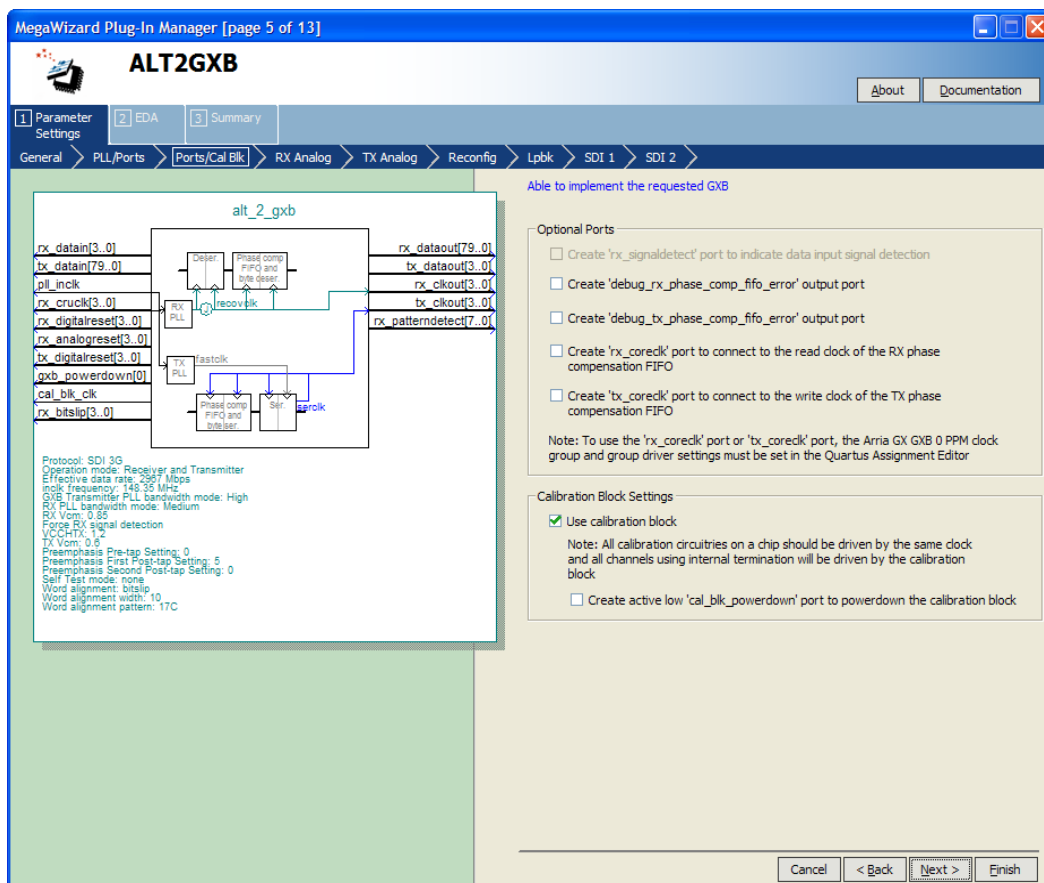 MegaWizard Plug-In Manager [page 5 of 13]
ALT2GXB
About
Documentation
1 Parameter Settings
2 EDA
3 Summary
General
PLL/Ports
Ports/Cal Blk
RX Analog
TX Analog
Reconfig
Lpbk
SDI 1
SDI 2
alt_2_gxb
rx_datain[3..0]
tx_datain[79..0]
pll_inclk
rx_cruclk[3..0]
rx_digitalreset[3..0]
rx_analogreset[3..0]
tx_digitalreset[3..0]
gxb_powerdown[0]
cal_blk_clk
rx_bitslip[3..0]
Deser.
Phase comp
FIFO and
byte deser.
RX
PLL
recovclk
TX
PLL
fastclk
Phase comp
FIFO and
byte ser.
Ser.
serclk
rx_dataout[79..0]
tx_dataout[3..0]
rx_clkout[3..0]
tx_clkout[3..0]
rx_patterndetect[7..0]
Protocol: SDI 3G
Operation mode: Receiver and Transmitter
Effective data rate: 2967 Mbps
inclk frequency: 148.35 MHz
GXB Transmitter PLL bandwidth mode: High
RX PLL bandwidth mode: Medium
RX Vcm: 0.85
Force RX signal detection
VCCHTX: 1.2
TX Vcm: 0.6
Preemphasis Pre-tap Setting: 0
Preemphasis First Post-tap Setting: 5
Preemphasis Second Post-tap Setting: 0
Self Test mode: none
Word alignment: bitslip
Word alignment width: 10
Word alignment pattern: 17C
Able to implement the requested GXB
Optional Ports
Create 'rx_signaldetect' port to indicate data input signal detection
Create 'debug_rx_phase_comp_fifo_error' output port
Create 'debug_tx_phase_comp_fifo_error' output port
Create 'rx_coreclk' port to connect to the read clock of the RX phase
compensation FIFO
Create 'tx_coreclk' port to connect to the write clock of the TX phase
compensation FIFO
Note: To use the 'rx_coreclk' port or 'tx_coreclk' port, the Arria GX GXB 0 PPM clock
group and group driver settings must be set in the Quartus Assignment Editor
Calibration Block Settings
Use calibration block
Note: All calibration circuitries on a chip should be driven by the same clock
and all channels using internal termination will be driven by the calibration
block
Create active low 'cal_blk_powerdown' port to powerdown the calibration block
Cancel
< Back
Next >
Finish